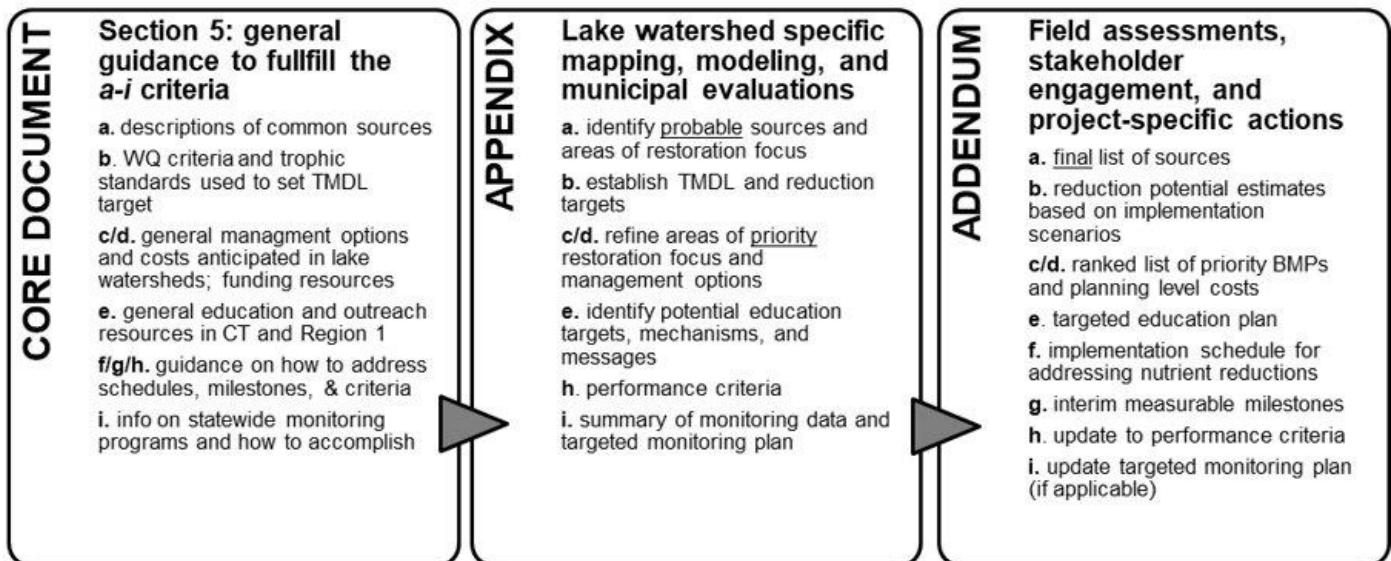 CORE DOCUMENT
Section 5: general
guidance to fullfill the
a-i criteria
a. descriptions of common sources
b. WQ criteria and trophic
standards used to set TMDL
target
c/d. general managment options
and costs anticipated in lake
watersheds; funding resources
e. general education and outreach
resources in CT and Region 1
f/g/h. guidance on how to address
schedules, milestones, & criteria
i. info on statewide monitoring
programs and how to accomplish
APPENDIX
Lake watershed specific
mapping, modeling, and
municipal evaluations
a. identify probable sources and
areas of restoration focus
b. establish TMDL and reduction
targets
c/d. refine areas of priority
restoration focus and
management options
e. identify potential education
targets, mechanisms, and
messages
h. performance criteria
i. summary of monitoring data and
targeted monitoring plan
ADDENDUM
Field assessments,
stakeholder
engagement, and
project-specific actions
a. final list of sources
b. reduction potential estimates
based on implementation
scenarios
c/d. ranked list of priority BMPs
and planning level costs
e. targeted education plan
f. implementation schedule for
addressing nutrient reductions
g. interim measurable milestones
h. update to performance criteria
i. update targeted monitoring plan
(if applicable)